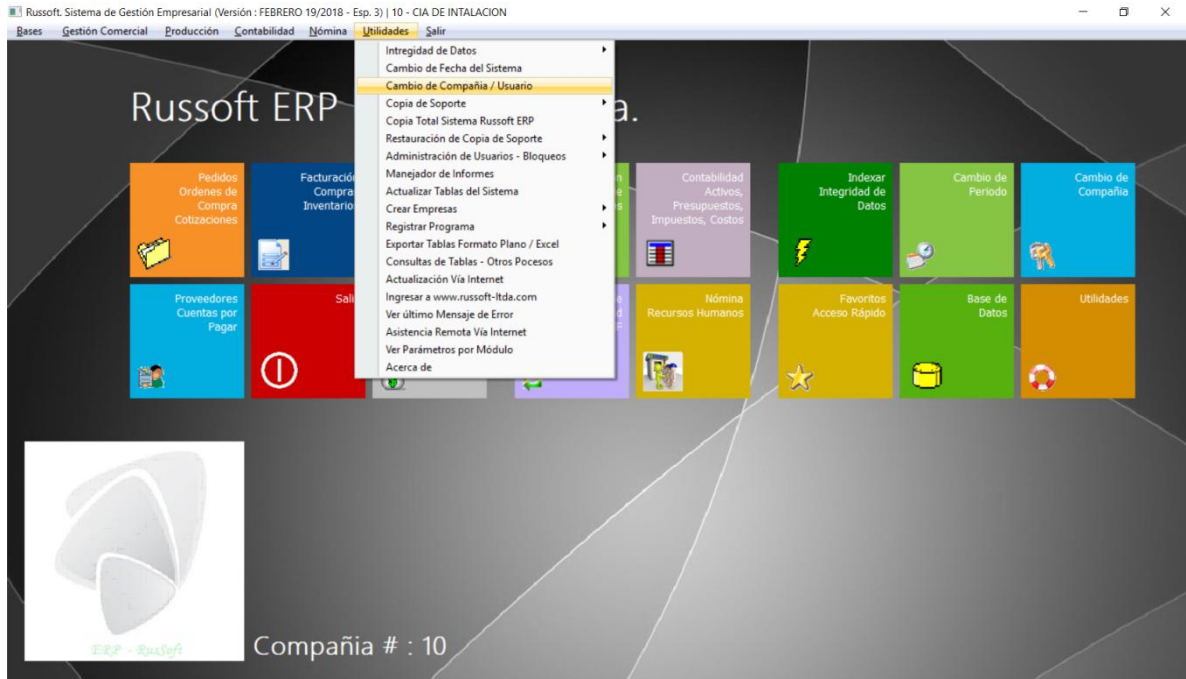 Russoft. Sistema de Gestión Empresarial (Versión : FEBRERO 19/2018 - Esp. 3) | 10 - CIA DE INTALACION
Bases Gestión Comercial Producción Contabilidad Nómina Utilidades Salir
Intregidad de Datos
Cambio de Fecha del Sistema
Cambio de Compañia / Usuario
Copia de Soporte
Copia Total Sistema Russoft ERP
Restauración de Copia de Soporte
Administración de Usuarios - Bloqueos
Manejador de Informes
Actualizar Tablas del Sistema
Crear Empresas
Registrar Programa
Exportar Tablas Formato Plano / Excel
Consultas de Tablas - Otros Pocesos
Actualización Vía Internet
Ingresar a www.russoft-ltda.com
Ver último Mensaje de Error
Asistencia Remota Vía Internet
Ver Parámetros por Módulo
Acerca de
Russoft ERP
Pedidos
Ordenes de
Compra
Cotizaciones
Facturación
Compra
Inventario
Contabilidad
Activos,
Presupuestos,
Impuestos, Costos
Indexar
Integridad de
Datos
Cambio de
Periodo
Cambio de
Compañia
Proveedores
Cuentas por
Pagar
Sali
Nómina
Recursos Humanos
Favoritos
Acceso Rápido
Base de
Datos
Utilidades
ERP - RusSoft
Compañia # : 10